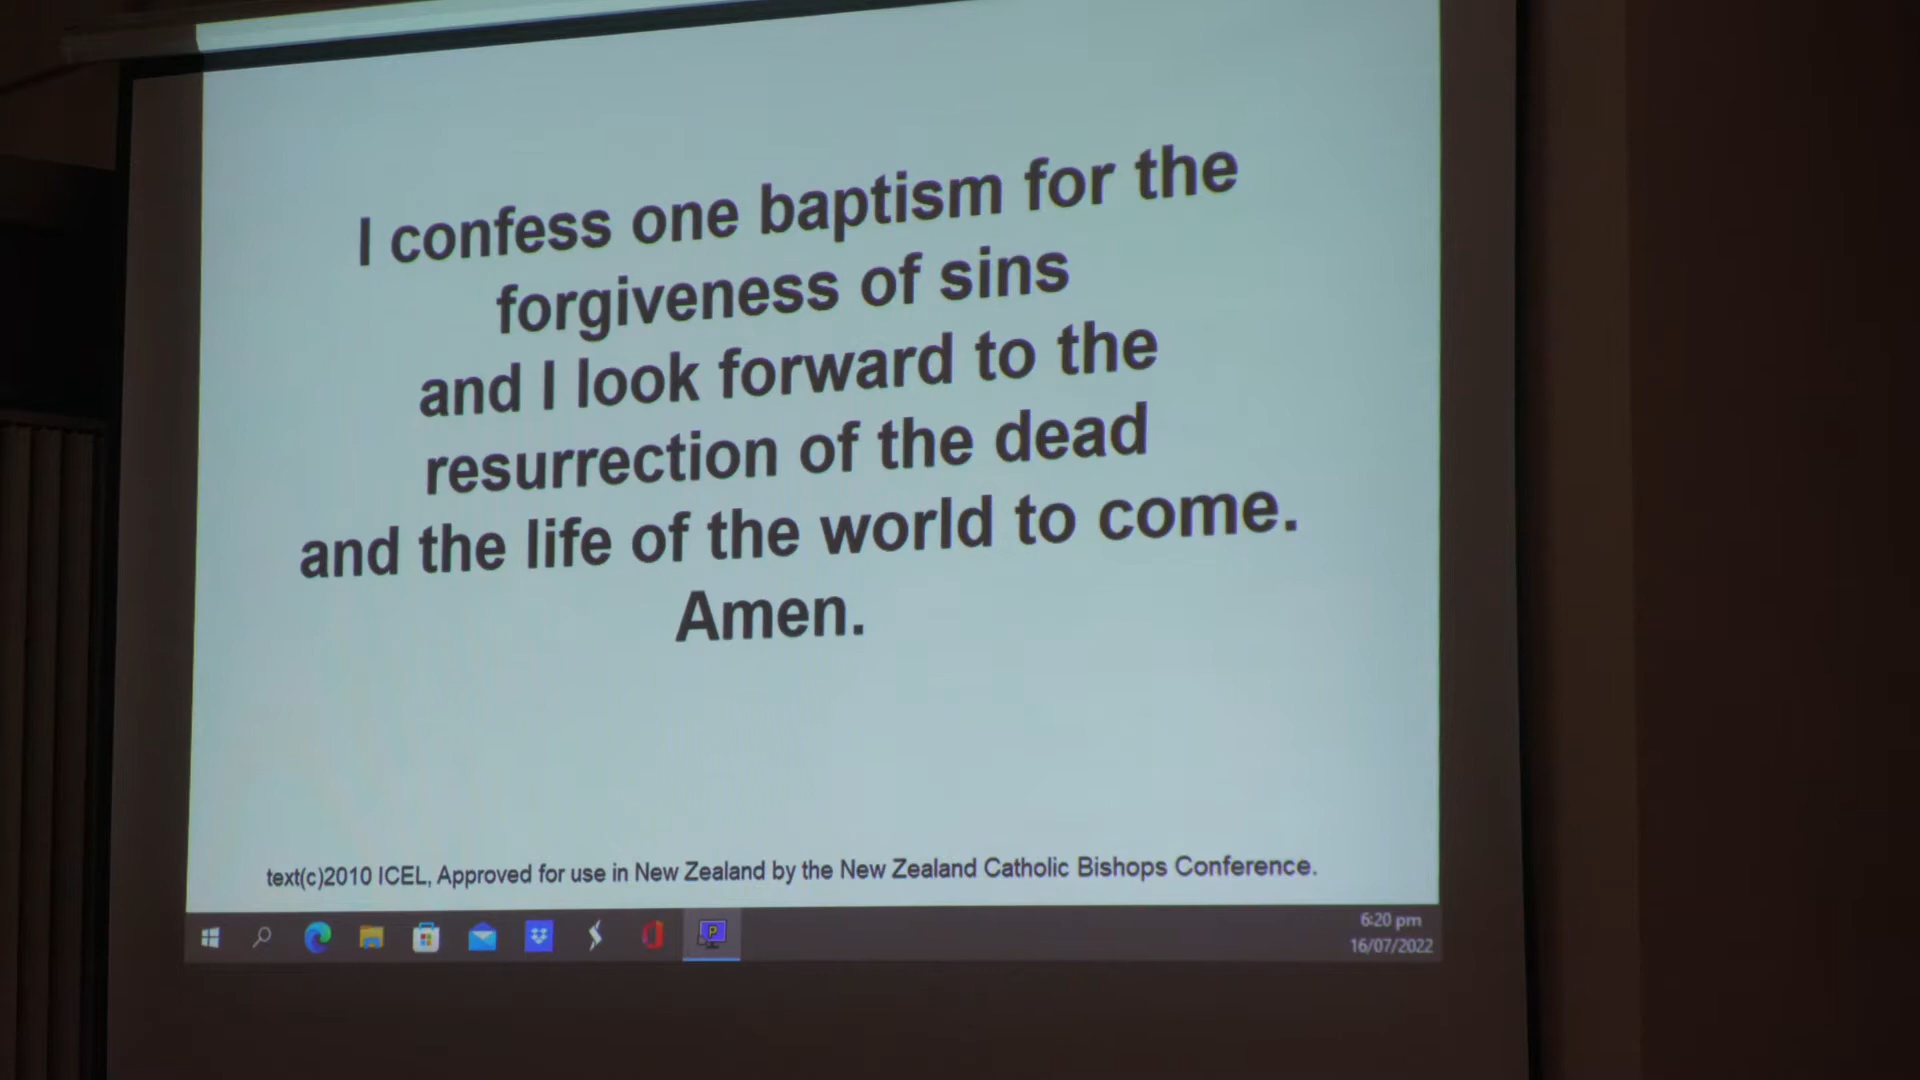 I confess one baptism for the
forgiveness of sins
and I look forward to the
resurrection of the dead
and the life of the world to come.
Amen.
text(c)2010 ICEL, Approved for use in New Zealand by the New Zealand Catholic Bishops Conference.
P
6:20 pm
16/07/2022